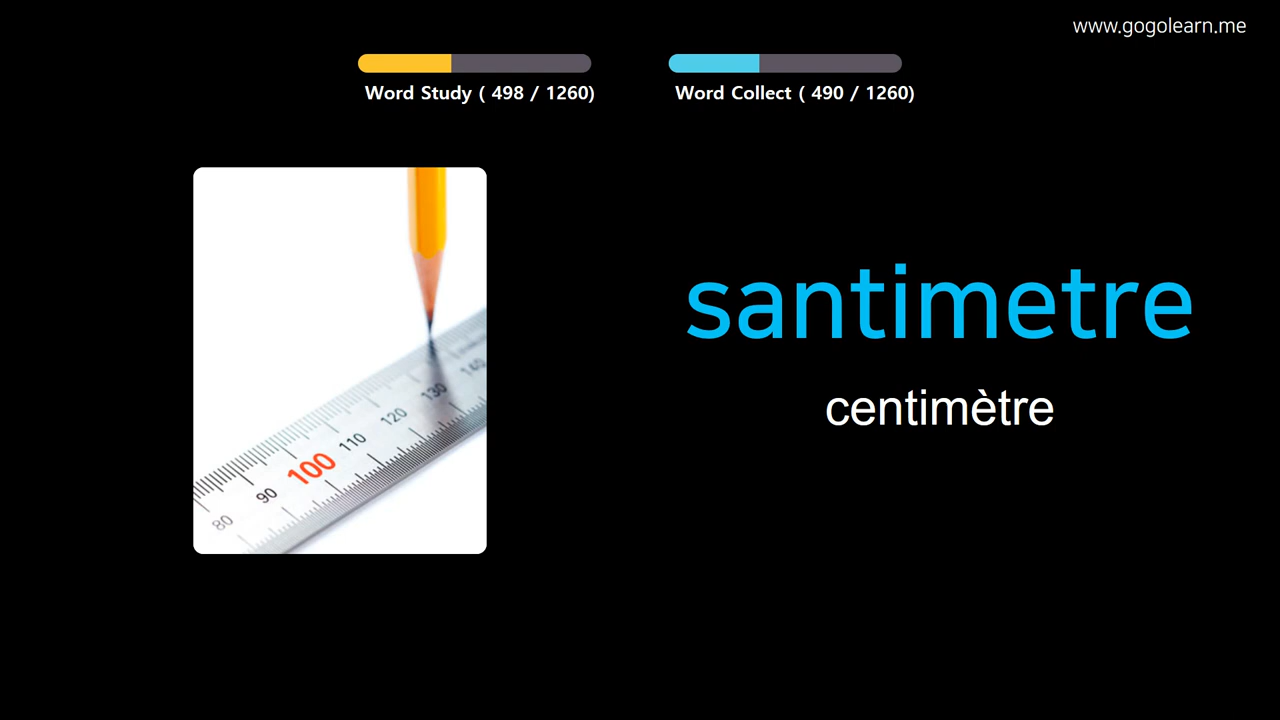 www.gogolearn.me
Word Study ( 498 / 1260)
Word Collect ( 490 / 1260)
santimetre
centimètre
80
90
100
110
120
130
140